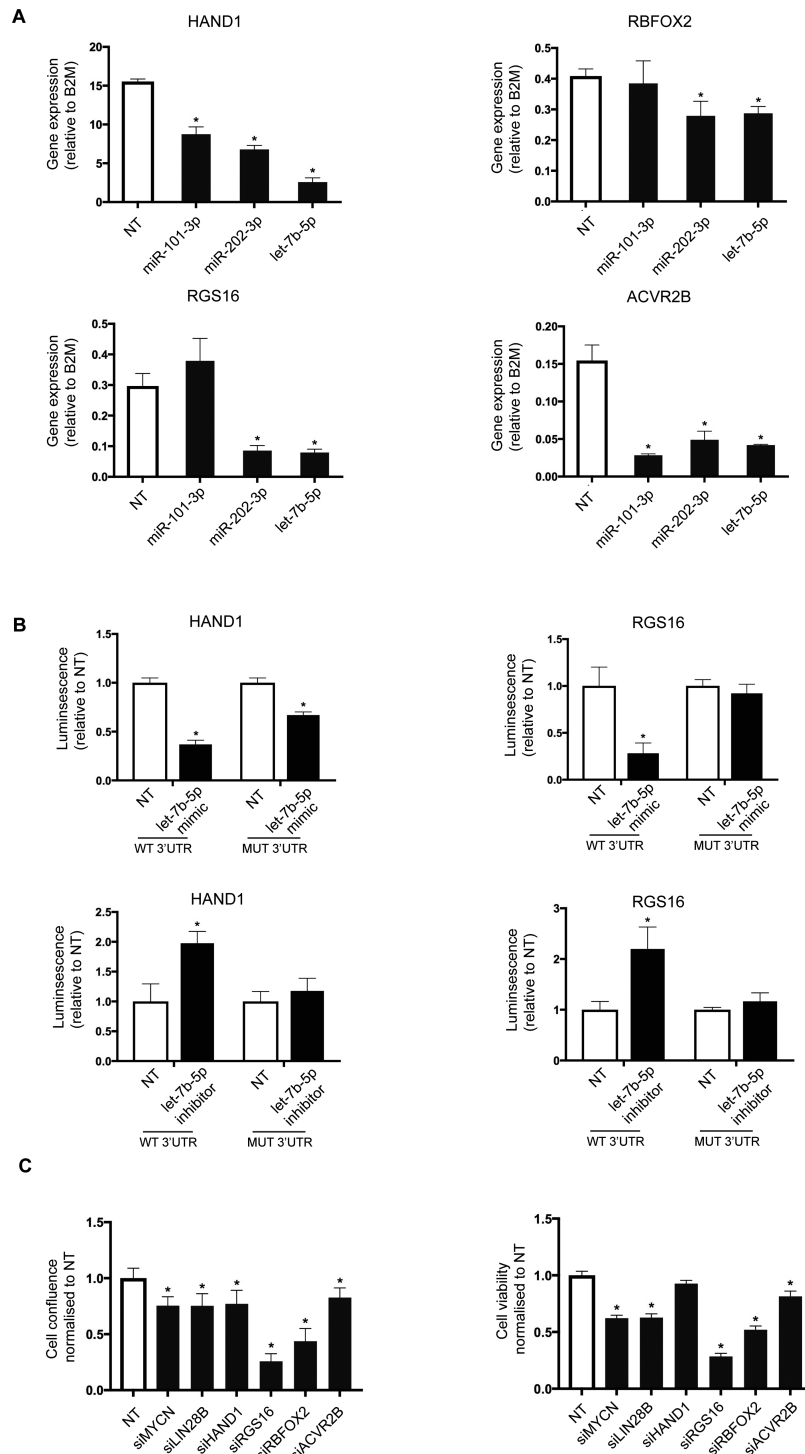 A
HAND1
Gene expression
(relative to B2M)
20
15
10
5
0
*
*
*
NT
miR-101-3p
miR-202-3p
let-7b-5p
RBFOX2
Gene expression
(relative to B2M)
0.5
0.4
0.3
0.2
0.1
0.0
*
*
NT
miR-101-3p
miR-202-3p
let-7b-5p
RGS16
Gene expression
(relative to B2M)
0.5
0.4
0.3
0.2
0.1
0.0
*
*
NT
miR-101-3p
miR-202-3p
let-7b-5p
ACVR2B
Gene expression
(relative to B2M)
0.20
0.15
0.10
0.05
0.00
*
*
*
NT
miR-101-3p
miR-202-3p
let-7b-5p
B
HAND1
Luminsescence
(relative to NT)
1.5
1.0
0.5
0.0
*
*
NT
let-7b-5p
mimic
NT
let-7b-5p
mimic
WT 3'UTR
MUT 3'UTR
RGS16
Luminsescence
(relative to NT)
1.5
1.0
0.5
0.0
*
NT
let-7b-5p
mimic
NT
let-7b-5p
mimic
WT 3'UTR
MUT 3'UTR
HAND1
Luminsescence
(relative to NT)
2.5
2.0
1.5
1.0
0.5
0.0
*
NT
let-7b-5p
inhibitor
NT
let-7b-5p
inhibitor
WT 3'UTR
MUT 3'UTR
RGS16
Luminsescence
(relative to NT)
3
2
1
0
*
NT
let-7b-5p
inhibitor
NT
let-7b-5p
inhibitor
WT 3'UTR
MUT 3'UTR
C
Cell confluence
normalised to NT
1.5
1.0
0.5
0.0
*
*
*
*
*
*
NT
siMYCN
siLIN28B
siHAND1
siRGS16
siRBFOX2
siACVR2B
Cell viability
normalised to NT
1.5
1.0
0.5
0.0
*
*
*
*
*
NT
siMYCN
siLIN28B
siHAND1
siRGS16
siRBFOX2
siACVR2B